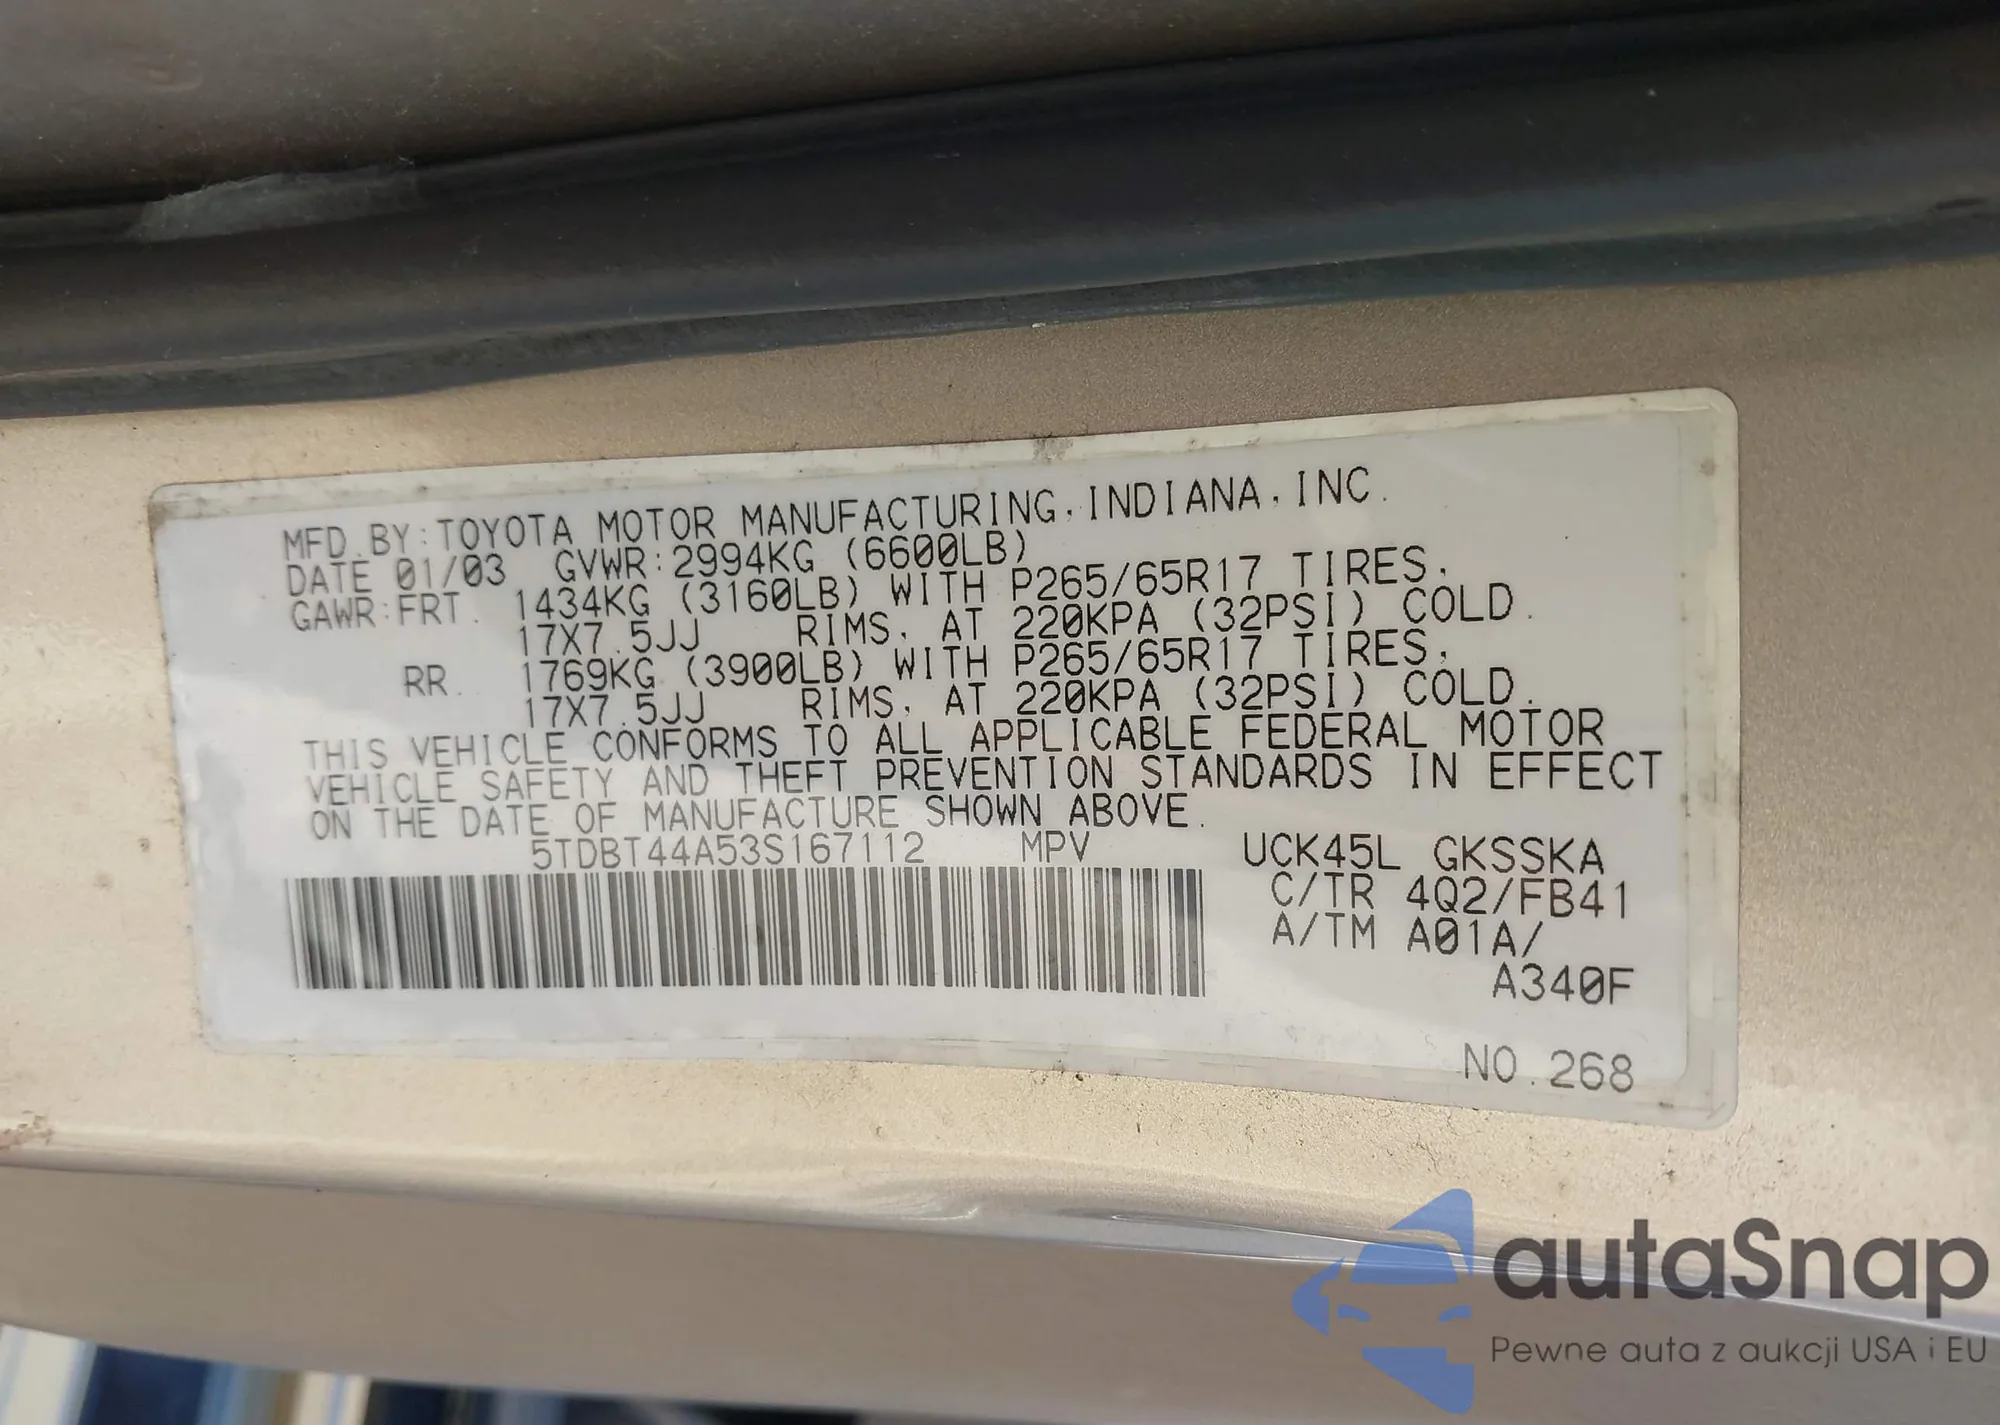 MFD.BY:TOYOTA MOTOR MANUFACTURING,INDIANA,INC.
DATE 01/03 GVWR:2994KG (6600LB)
GAWR:FRT. 1434KG (3160LB) WITH P265/65R17 TIRES,
17X7.5JJ RIMS, AT 220KPA (32PSI) COLD.
RR. 1769KG (3900LB) WITH P265/65R17 TIRES,
17X7.5JJ RIMS, AT 220KPA (32PSI) COLD.
THIS VEHICLE CONFORMS TO ALL APPLICABLE FEDERAL MOTOR
VEHICLE SAFETY AND THEFT PREVENTION STANDARDS IN EFFECT
ON THE DATE OF MANUFACTURE SHOWN ABOVE.
5TDBT44A53S167112 MPV UCK45L GKSSKA
C/TR 4Q2/FB41
A/TM A01A/
A340F
NO.268
autaSnap
Pewne auta z aukcji USA i EU